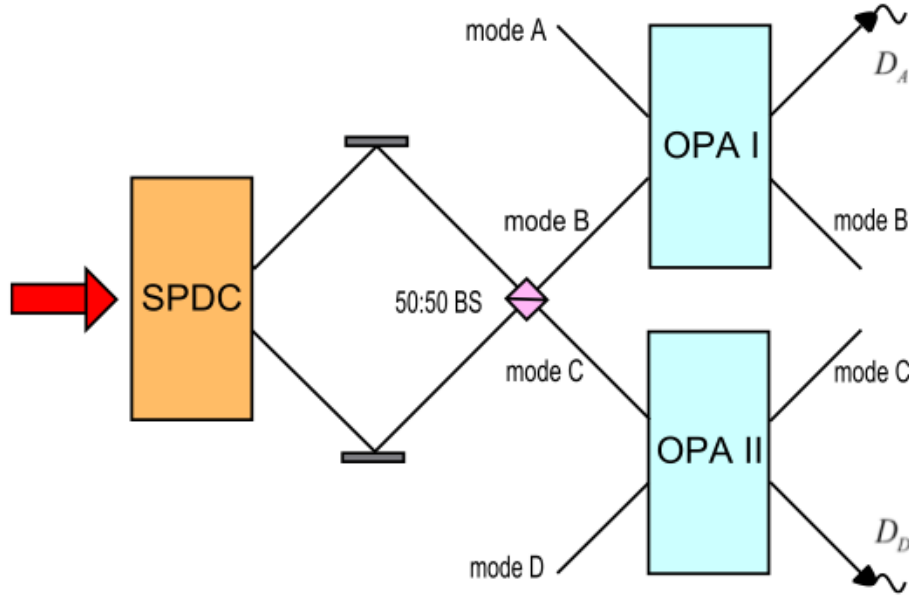 mode A
D_A
OPA I
mode B
mode B
SPDC
50:50 BS
mode C
mode C
OPA II
D_D
mode D